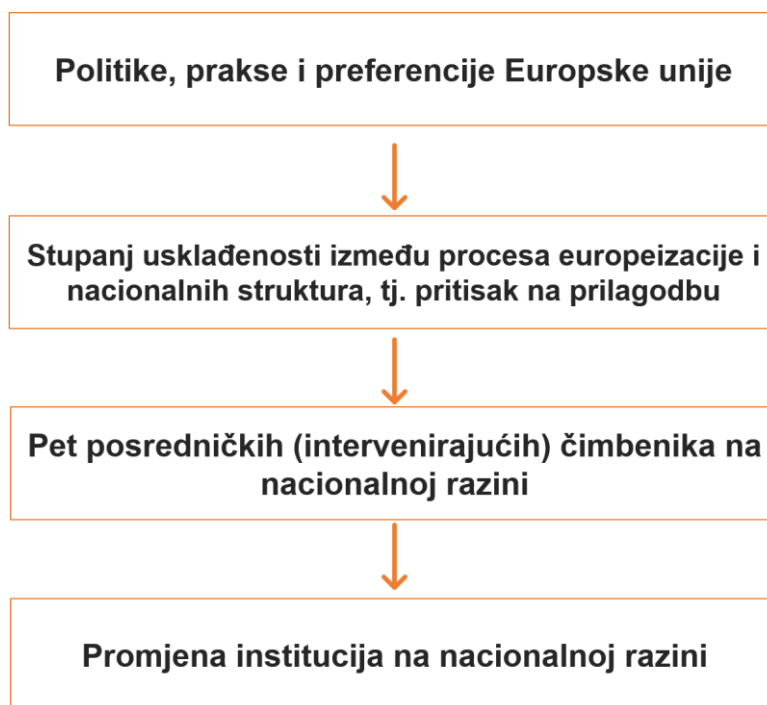 Politike, prakse i preferencije Europske unije
Stupanj usklađenosti između procesa europeizacije i
nacionalnih struktura, tj. pritisak na prilagodbu
Pet posredničkih (intervenirajućih) čimbenika na
nacionalnoj razini
Promjena institucija na nacionalnoj razini